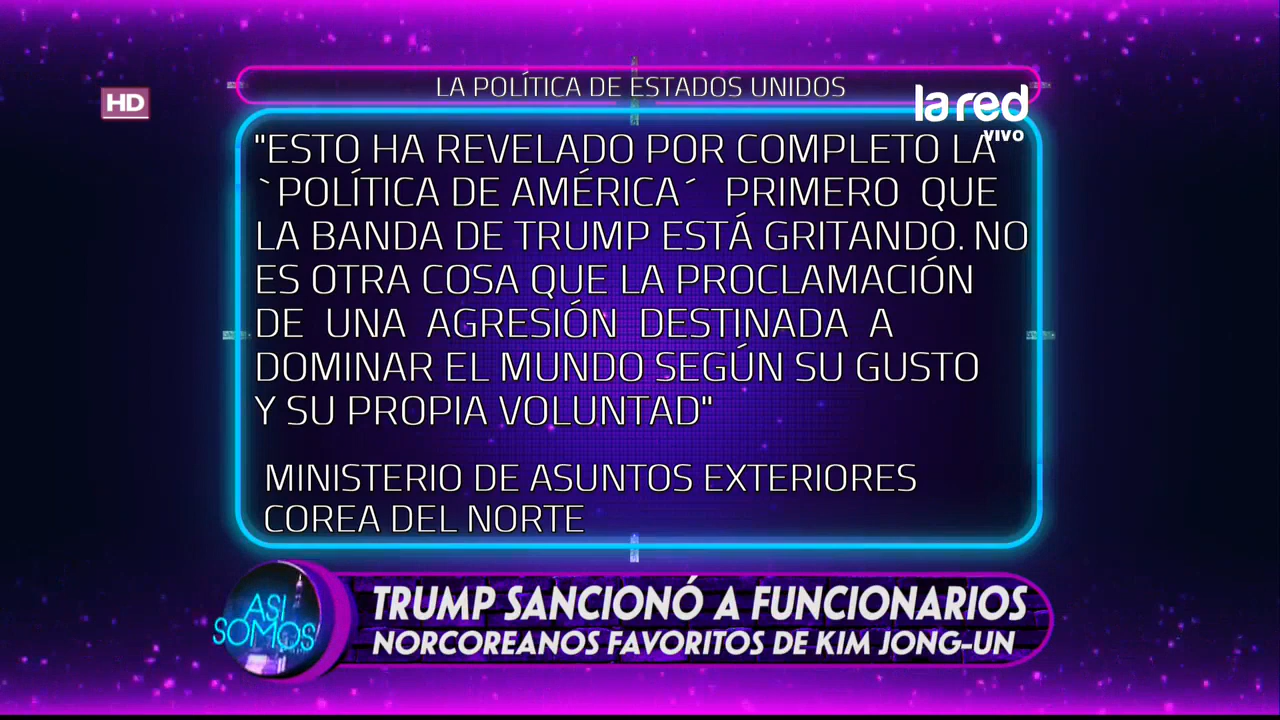 LA POLÍTICA DE ESTADOS UNIDOS
HD
la red
VIVO
"ESTO HA REVELADO POR COMPLETO LA
`POLÍTICA DE AMÉRICA´ PRIMERO QUE
LA BANDA DE TRUMP ESTÁ GRITANDO. NO
ES OTRA COSA QUE LA PROCLAMACIÓN
DE UNA AGRESIÓN DESTINADA A
DOMINAR EL MUNDO SEGÚN SU GUSTO
Y SU PROPIA VOLUNTAD"
MINISTERIO DE ASUNTOS EXTERIORES
COREA DEL NORTE
ASI
SOMOS
TRUMP SANCIONÓ A FUNCIONARIOS
NORCOREANOS FAVORITOS DE KIM JONG-UN